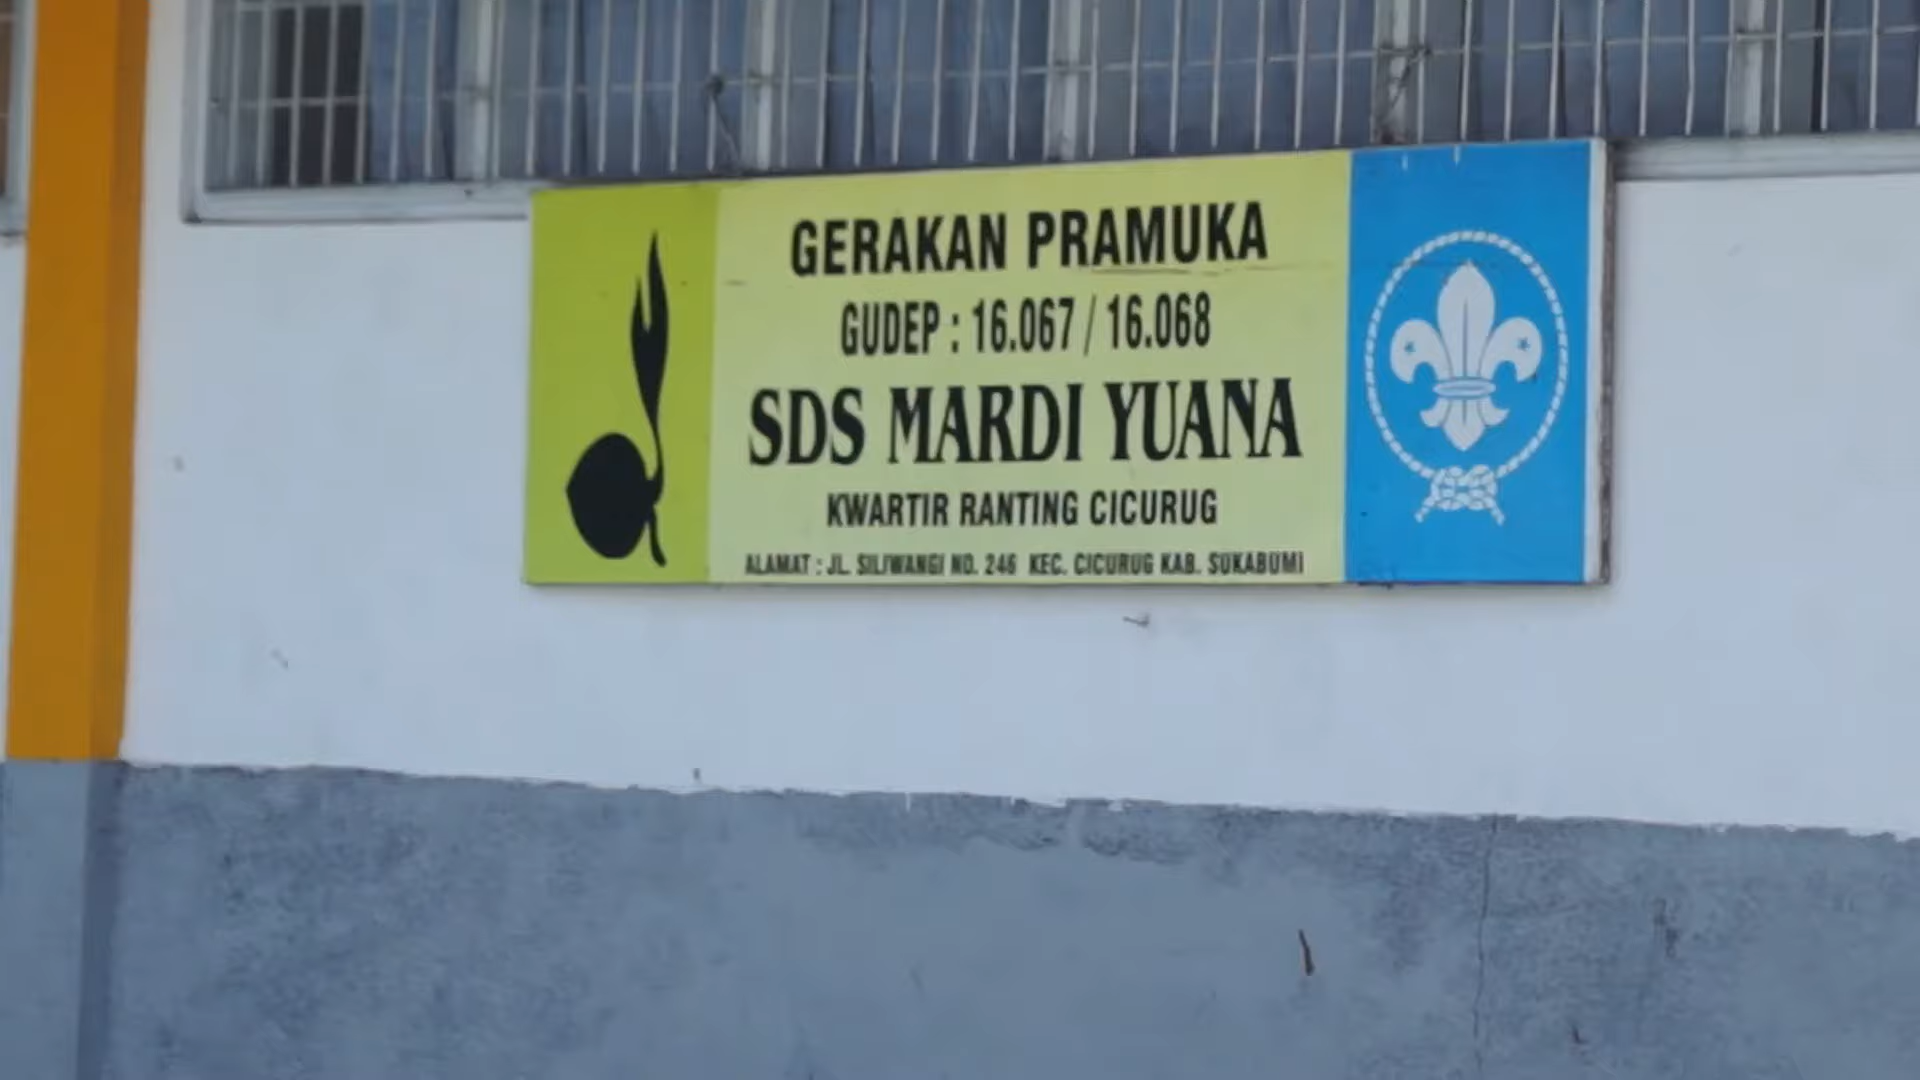 GERAKAN PRAMUKA
GUDEP : 16.067 / 16.068
SDS MARDI YUANA
KWARTIR RANTING CICURUG
ALAMAT : JL. SILIWANGI NO. 246 KEC. CICURUG KAB. SUKABUMI